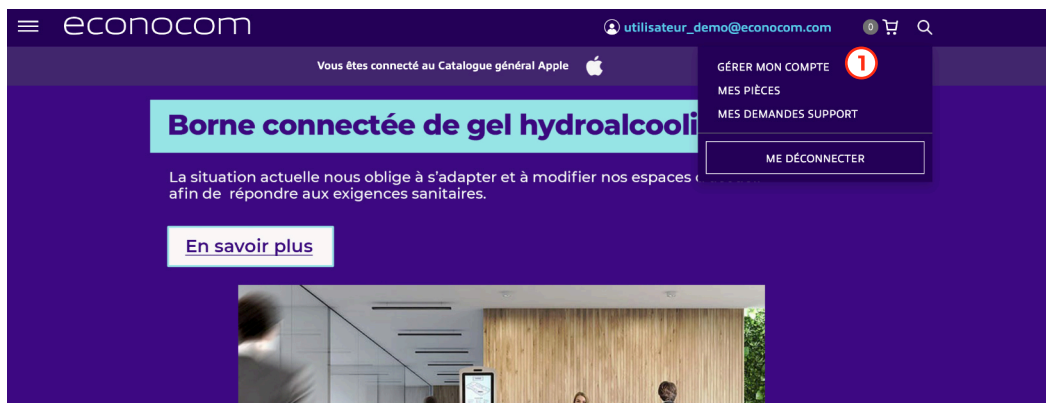 econocom
utilisateur_demo@econocom.com
0
Vous êtes connecté au Catalogue général Apple
GÉRER MON COMPTE
1
MES PIÈCES
MES DEMANDES SUPPORT
ME DÉCONNECTER
Borne connectée de gel hydroalcooli
La situation actuelle nous oblige à s'adapter et à modifier nos espaces
afin de répondre aux exigences sanitaires.
En savoir plus